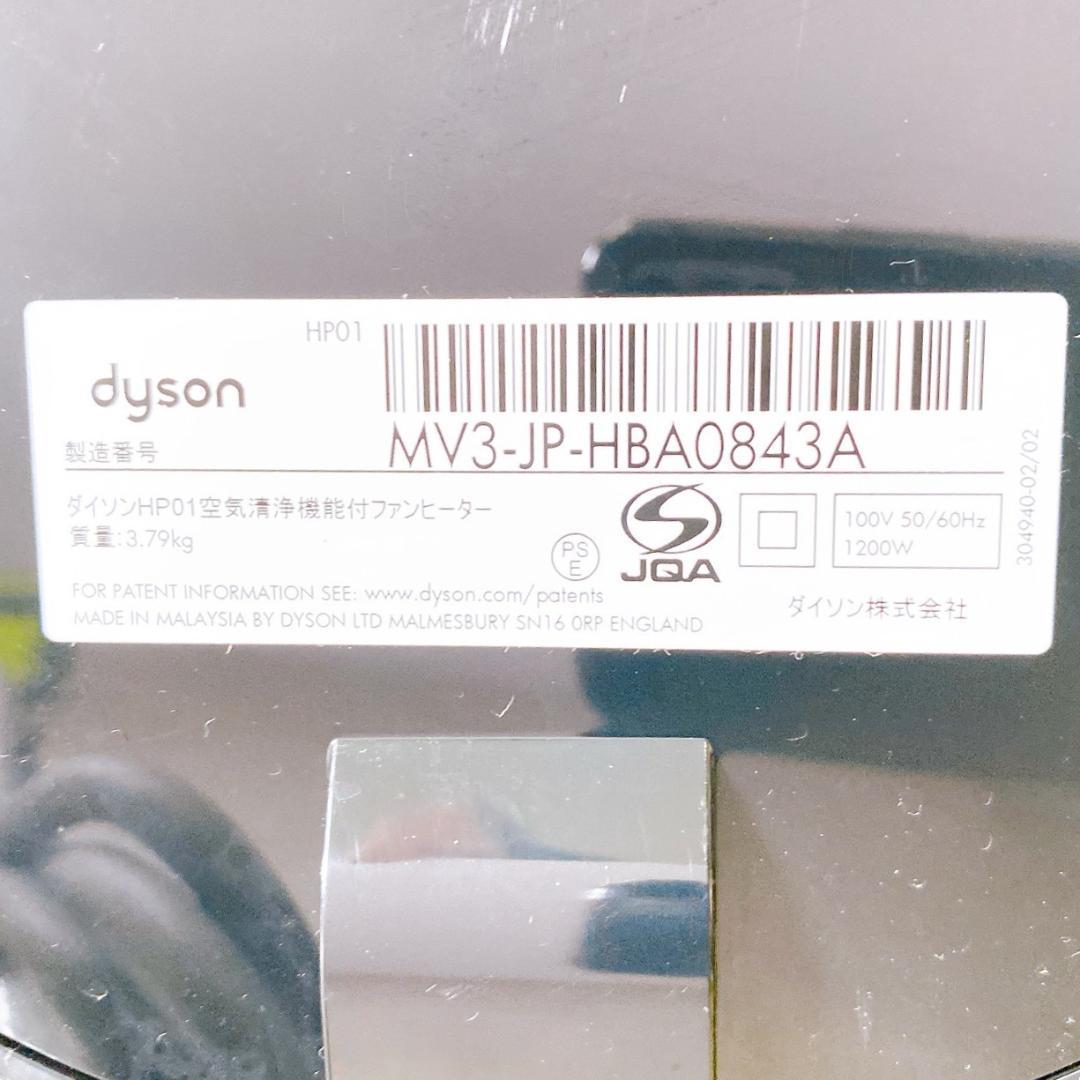 HP01
dyson
製造番号 MV3-JP-HBA0843A
ダイソンHP01空気清浄機能付ファンヒーター
質量:3.79kg
PS
E
JQA
100V 50/60Hz
1200W
FOR PATENT INFORMATION SEE: www.dyson.com/patents
MADE IN MALAYSIA BY DYSON LTD MALMESBURY SN16 0RP ENGLAND
ダイソン株式会社
304940-02/02